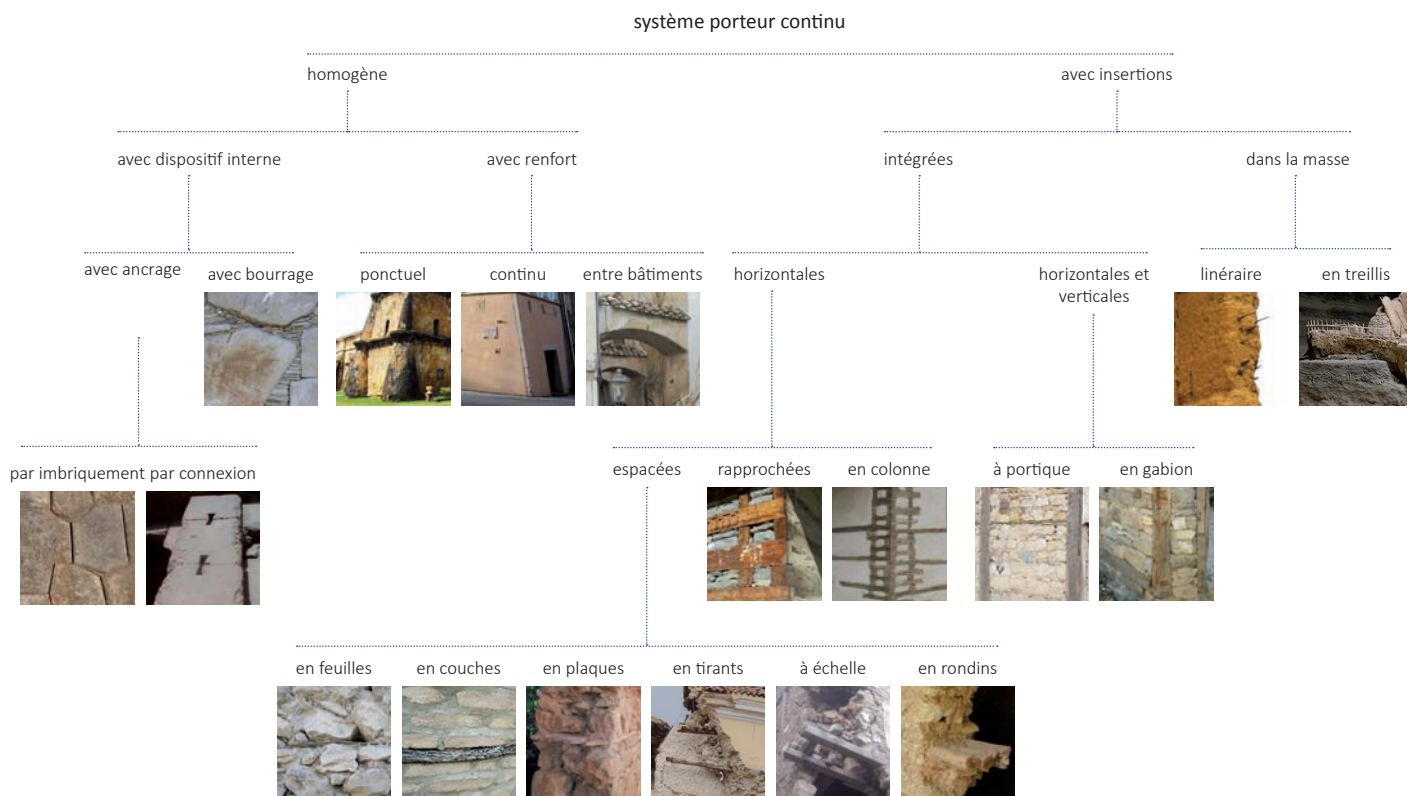 système porteur continu
homogène
avec insertions
avec dispositif interne
avec renfort
intégrées
dans la masse
avec ancrage
avec bourrage
ponctuel
continu
entre bâtiments
horizontales
horizontales et
verticales
linéraire
en treillis
par imbriquement
par connexion
espacées
rapprochées
en colonne
à portique
en gabion
en feuilles
en couches
en plaques
en tirants
à échelle
en rondins